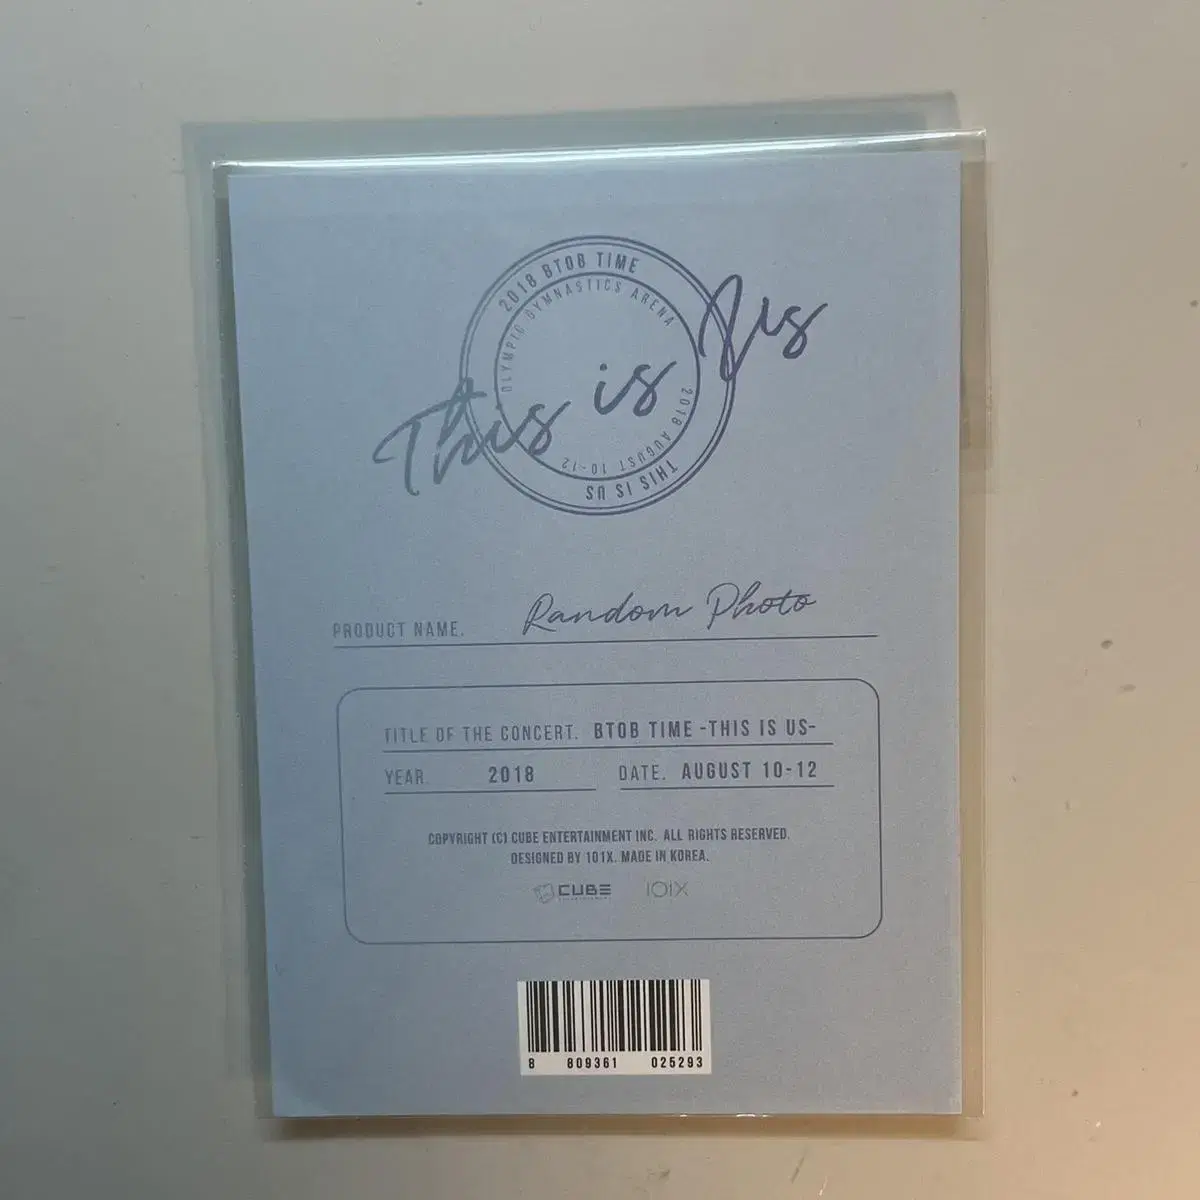 2018 BTOB TIME
OLYMPIC GYMNASTICS ARENA
This is Us
2018 AUGUST 10-12
THIS IS US
PRODUCT NAME. Random Photo
TITLE OF THE CONCERT. BTOB TIME -THIS IS US-
YEAR. 2018 DATE. AUGUST 10-12
COPYRIGHT (C) CUBE ENTERTAINMENT INC. ALL RIGHTS RESERVED.
DESIGNED BY 101X. MADE IN KOREA.
CUBE 101X
ENTERTAINMENT
8 809361 025293